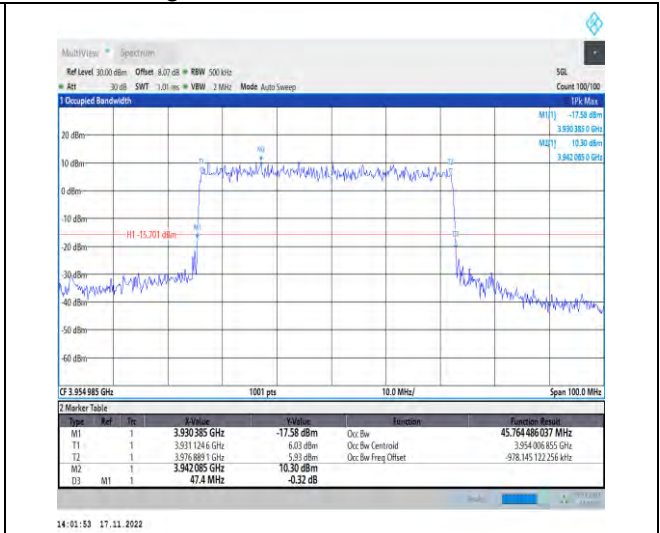 MultiView Spectrum
Ref Level 30.00 dBm Offset 8.07 dB RBW 500 kHz SGL
Att 30 dB SWT 1.01 ms VBW 2 MHz Mode Auto Sweep Count 100/100
1 Occupied Bandwidth 1Pk Max
M1[1] -17.58 dBm
3.930 385 0 GHz
20 dBm
M2[1] 10.30 dBm
3.942 085 0 GHz
M2
10 dBm
T1 T2
0 dBm
-10 dBm
M1
H1 -15.701 dBm
-20 dBm
-30 dBm
-40 dBm
-50 dBm
-60 dBm
CF 3.954 985 GHz 1001 pts 10.0 MHz/ Span 100.0 MHz
2 Marker Table
Type Ref Trc X-Value Y-Value Function Function Result
M1 1 3.930 385 GHz -17.58 dBm Occ Bw 45.764 486 037 MHz
T1 1 3.931 124 6 GHz 6.03 dBm Occ Bw Centroid 3.954 006 855 GHz
T2 1 3.976 889 1 GHz 5.93 dBm Occ Bw Freq Offset -978.145 122 256 kHz
M2 1 3.942 085 GHz 10.30 dBm
D3 M1 1 47.4 MHz -0.32 dB
14:01:53 17.11.2022